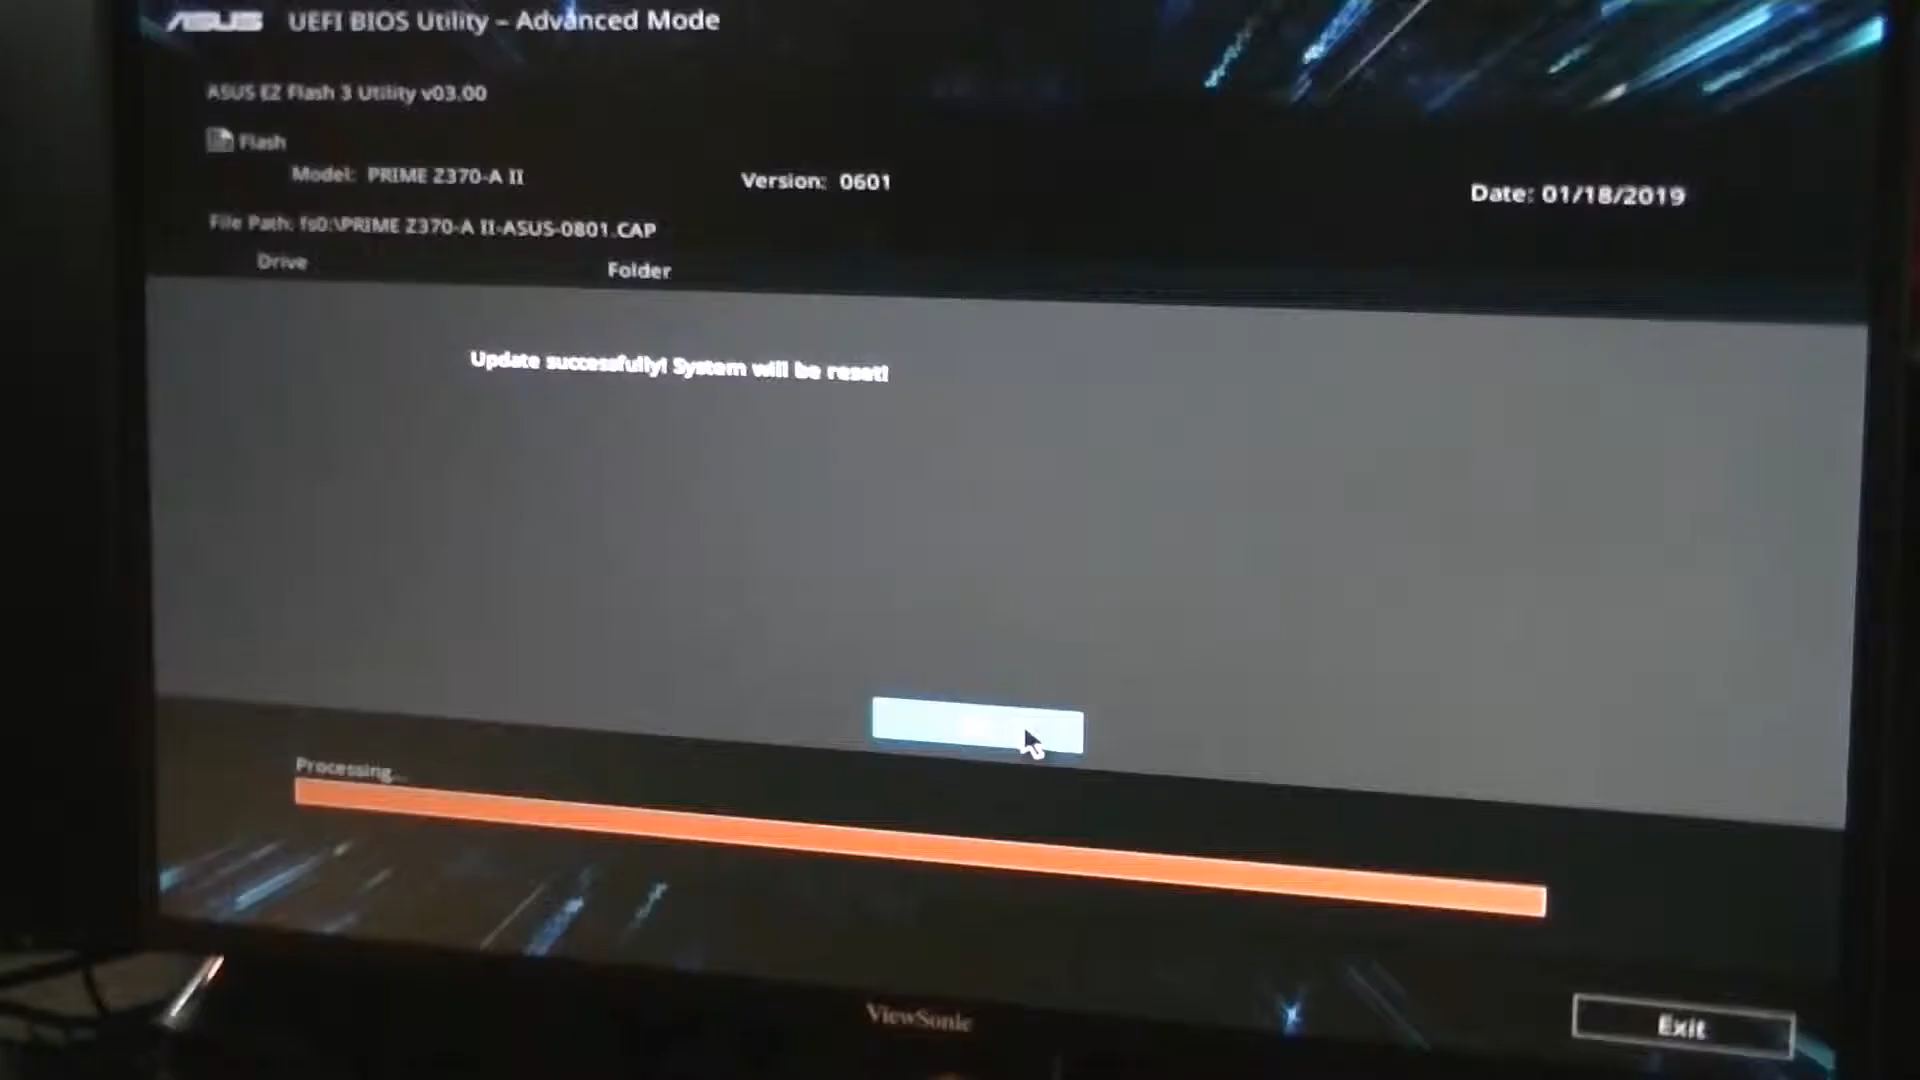 ASUS UEFI BIOS Utility – Advanced Mode
ASUS EZ Flash 3 Utility v03.00
Flash
Model: PRIME Z370-A II Version: 0601 Date: 01/18/2019
File Path: fs0:\PRIME Z370-A II-ASUS-0801.CAP
Drive Folder
Update successfully! System will be reset!
Processing...
ViewSonic
Exit